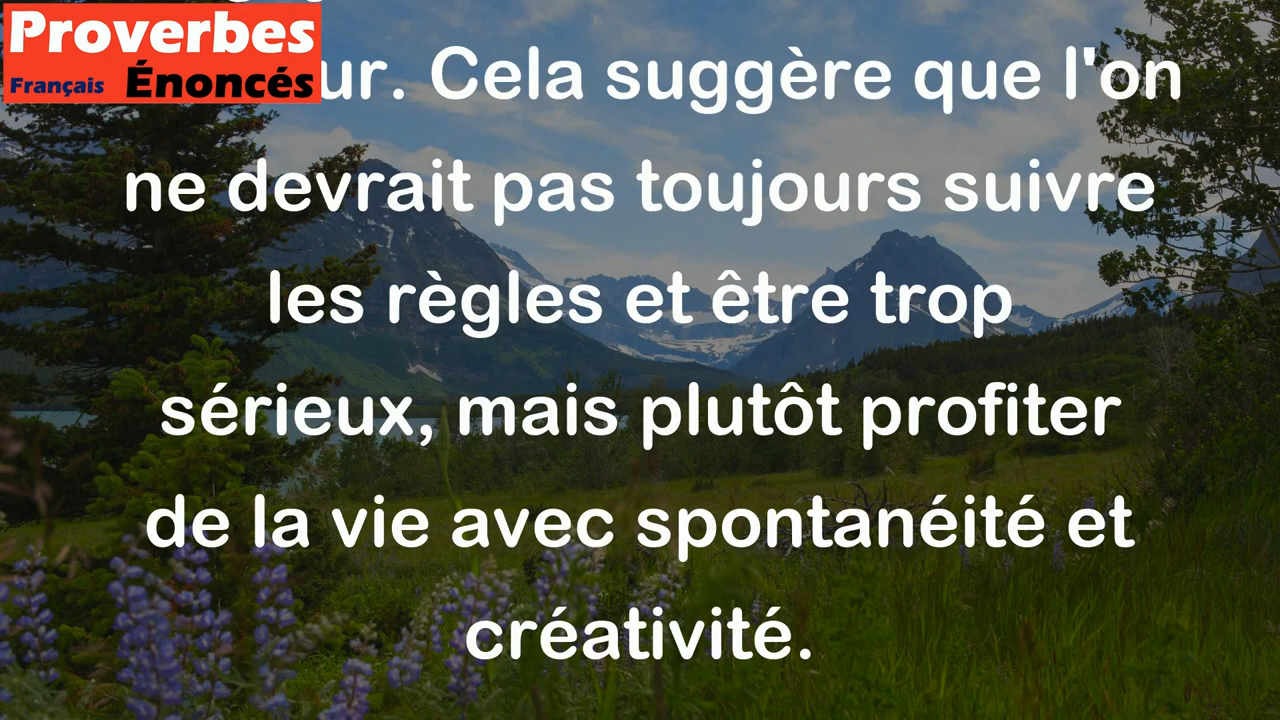 Proverbes
Français Énoncés
ur. Cela suggère que l'on
ne devrait pas toujours suivre
les règles et être trop
sérieux, mais plutôt profiter
de la vie avec spontanéité et
créativité.